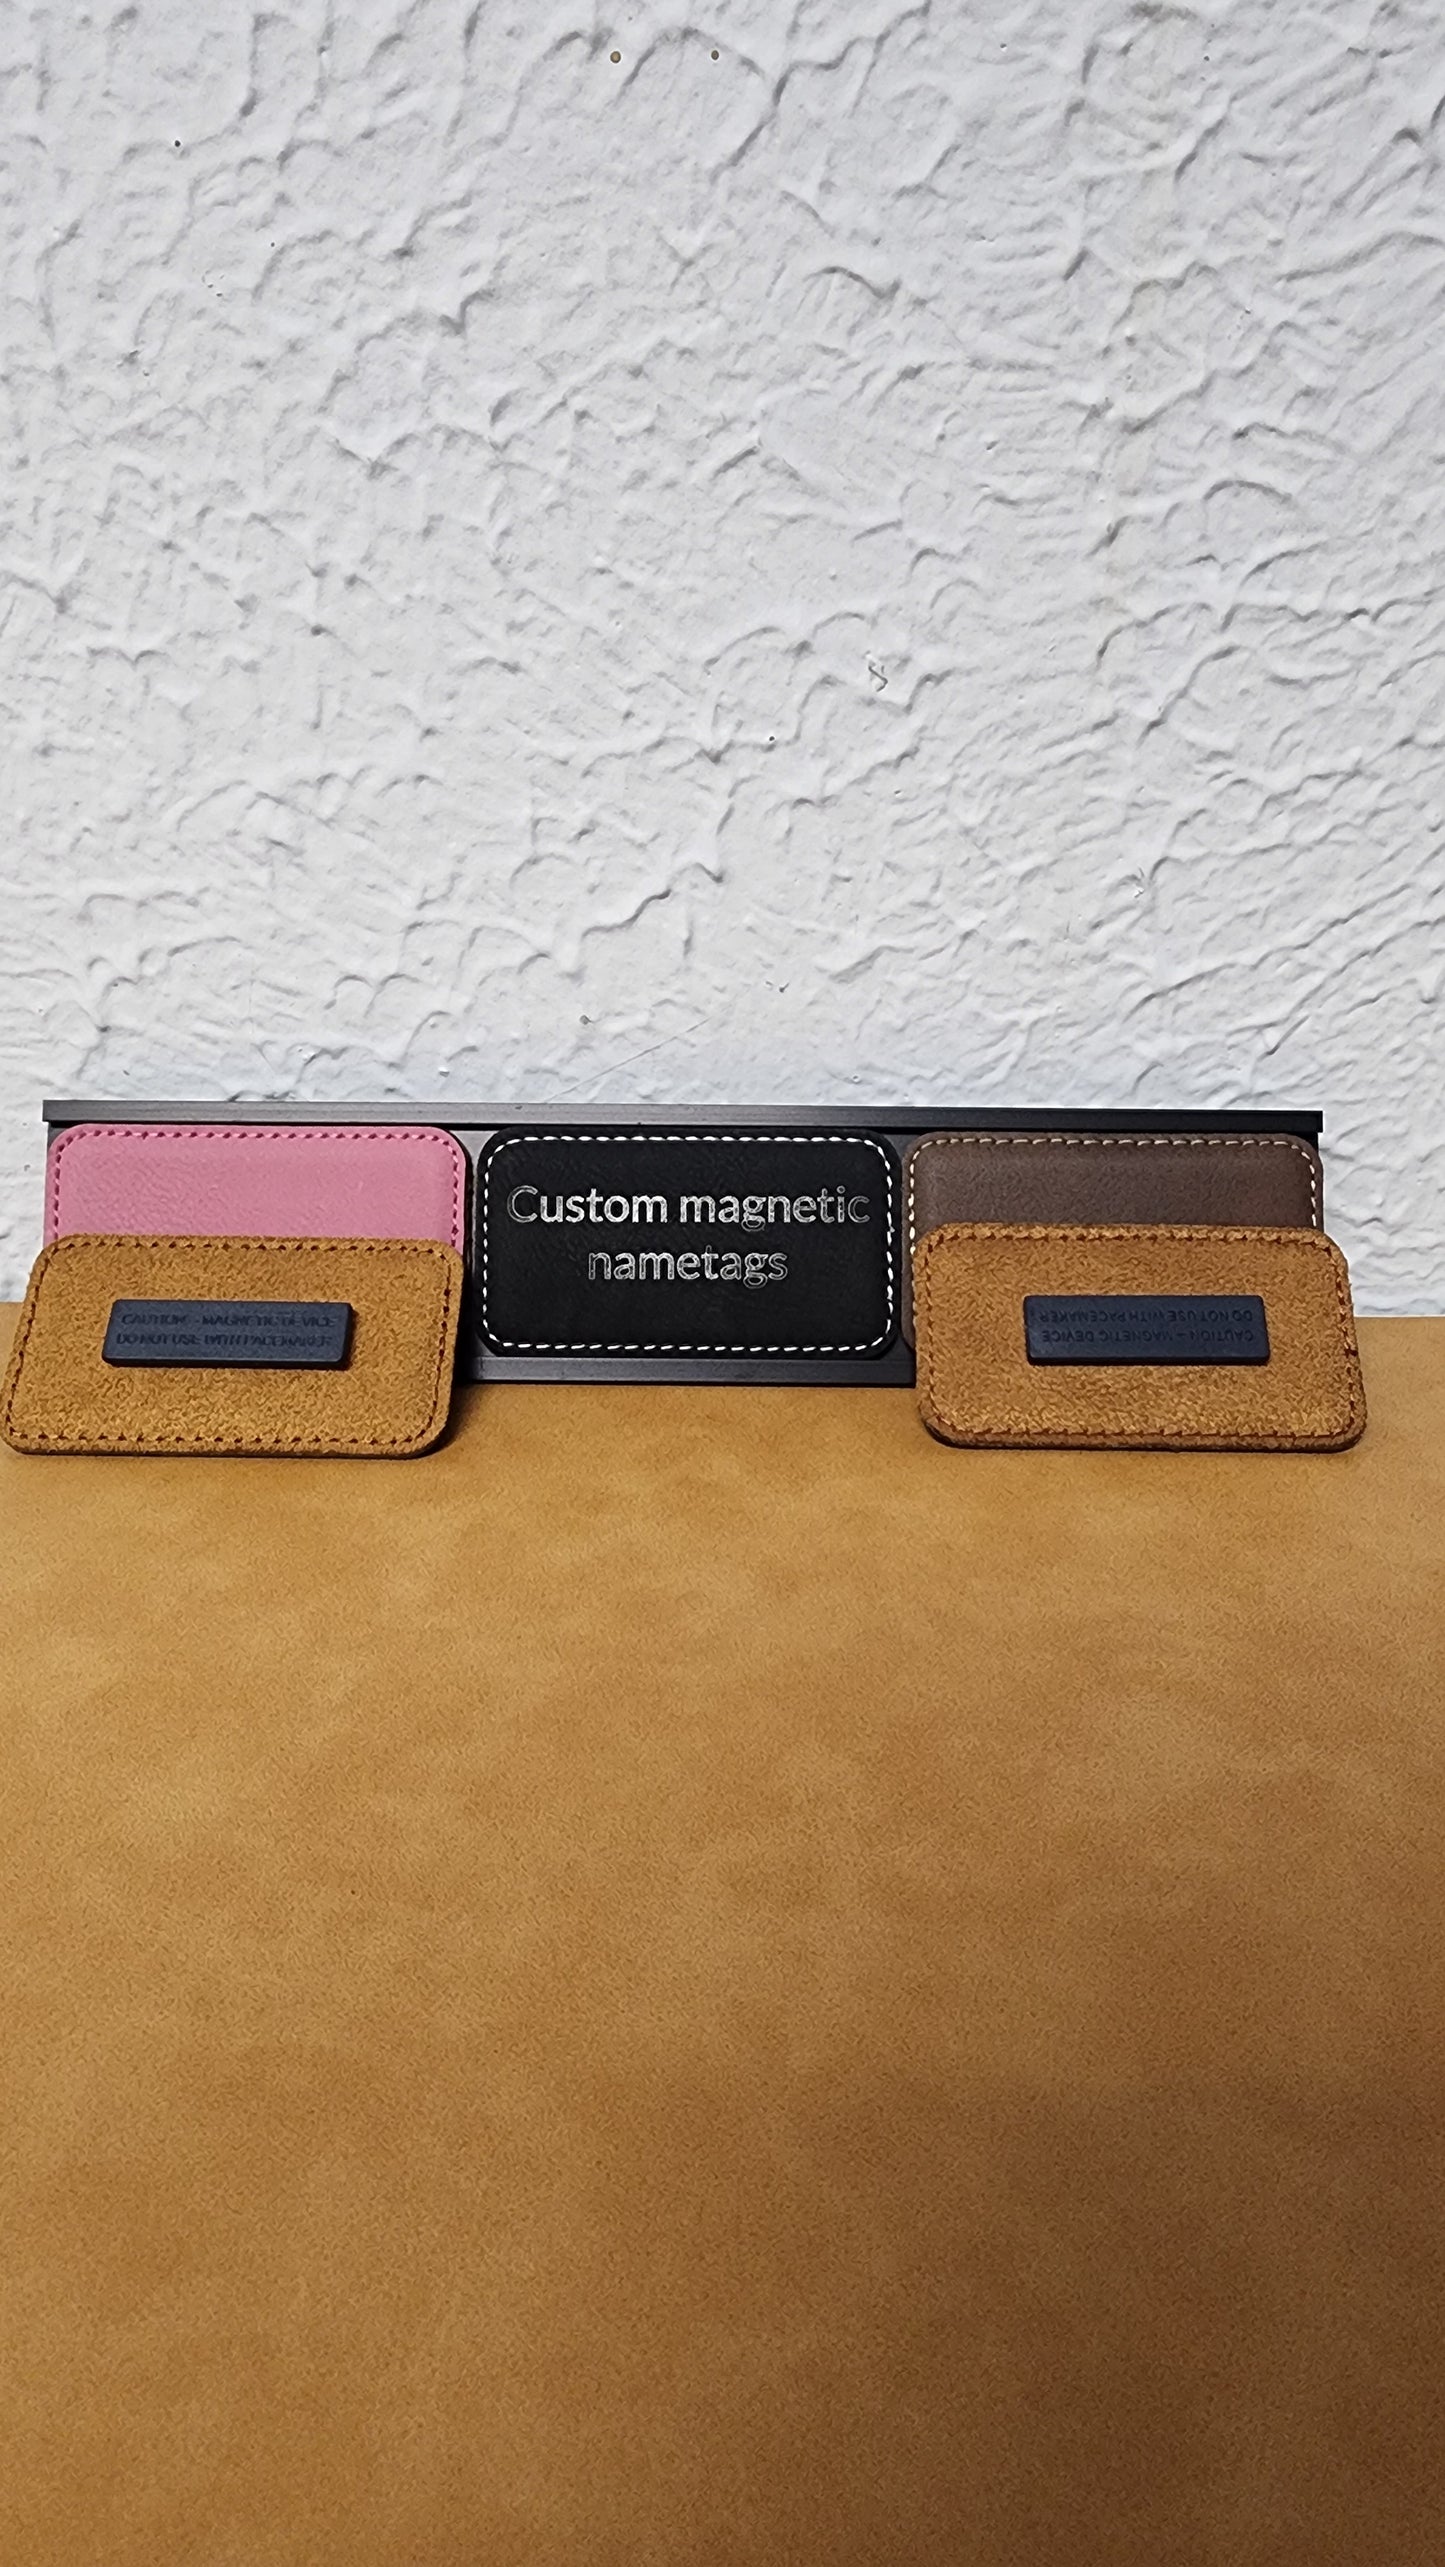 Custom magnetic
nametags
CAUTION - MAGNETIC DEVICE
DO NOT USE WITH PACEMAKER
CAUTION - MAGNETIC DEVICE
DO NOT USE WITH PACEMAKER